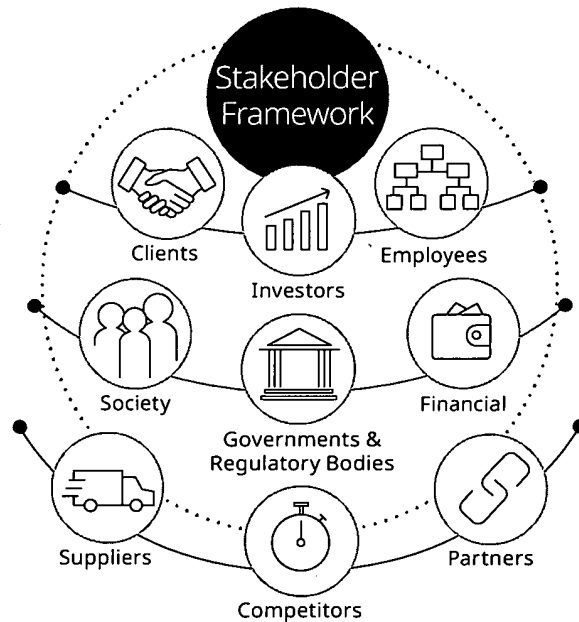 Stakeholder
Framework
Clients
Investors
Employees
Society
Governments &
Regulatory Bodies
Financial
Suppliers
Competitors
Partners